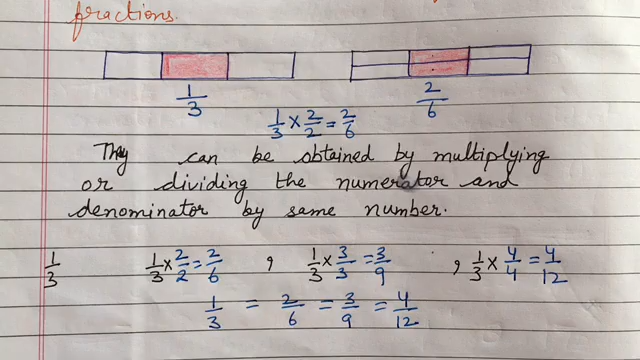 fractions.
1/3 2/6
1/3 × 2/2 = 2/6
They can be obtained by multiplying
or dividing the numerator and
denominator by same number.
1/3 1/3 × 2/2 = 2/6 , 1/3 × 3/3 = 3/9 , 1/3 × 4/4 = 4/12
1/3 = 2/6 = 3/9 = 4/12